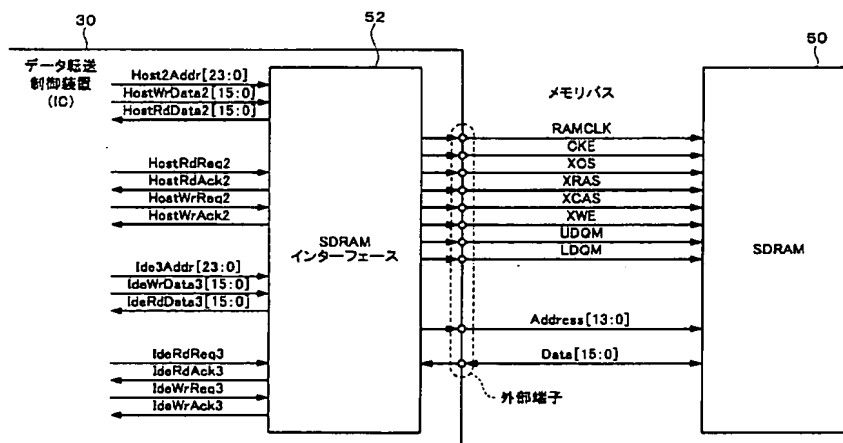 30
52
50
データ転送
制御装置
(IC)
Host2Addr[23:0]
HostWrData2[15:0]
HostRdData2[15:0]
HostRdReq2
HostRdAck2
HostWrReq2
HostWrAck2
Ide3Addr[23:0]
IdeWrData3[15:0]
IdeRdData3[15:0]
IdeRdReq3
IdeRdAck3
IdeWrReq3
IdeWrAck3
SDRAM
インターフェース
メモリバス
RAMCLK
CKE
XCS
XRAS
XCAS
XWE
UDQM
LDQM
Address[13:0]
Data[15:0]
外部端子
SDRAM